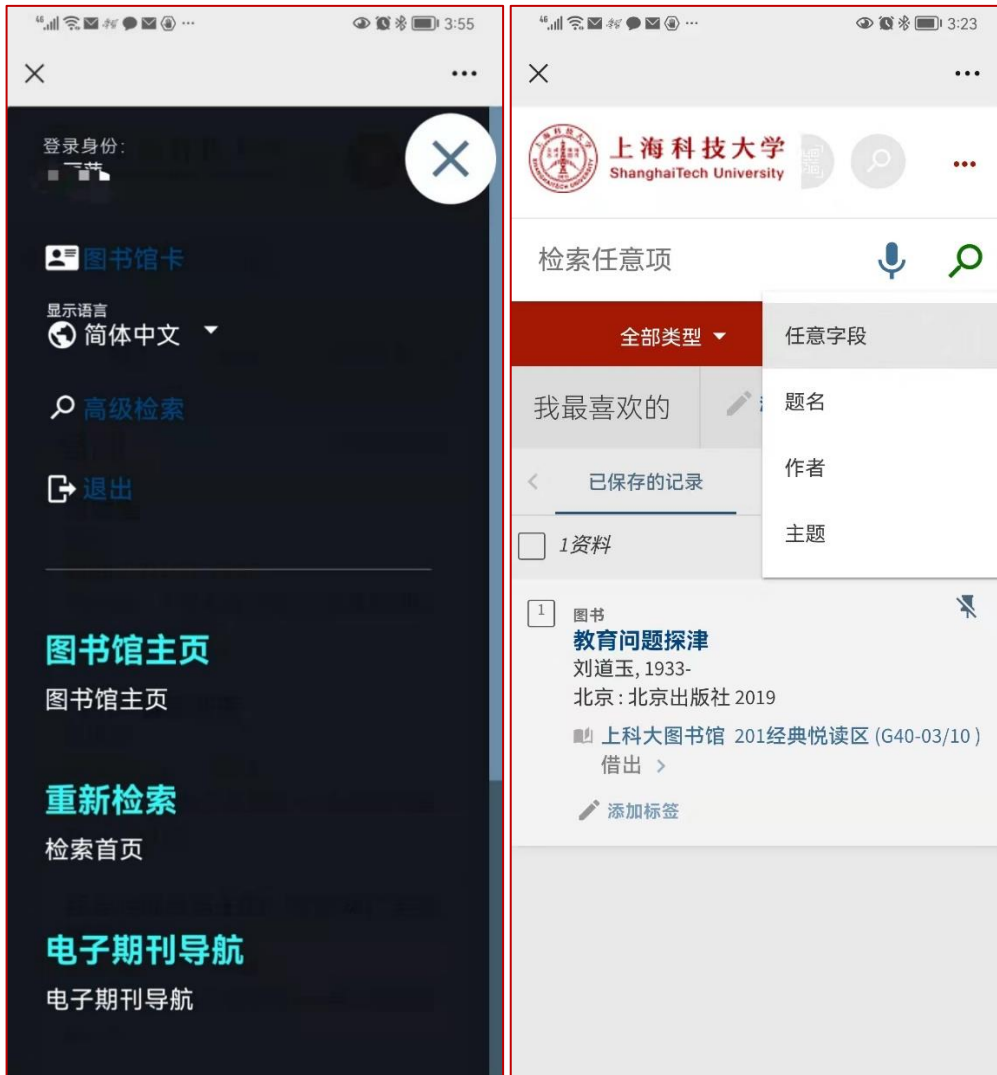 3:55
登录身份:
图书馆卡
显示语言
简体中文
高级检索
退出
图书馆主页
图书馆主页
重新检索
检索首页
电子期刊导航
电子期刊导航
3:23
上海科技大学
ShanghaiTech University
检索任意项
全部类型
任意字段
题名
作者
主题
我最喜欢的
已保存的记录
1资料
1
图书
教育问题探津
刘道玉, 1933-
北京 : 北京出版社 2019
上科大图书馆 201经典悦读区 (G40-03/10 )
借出
添加标签